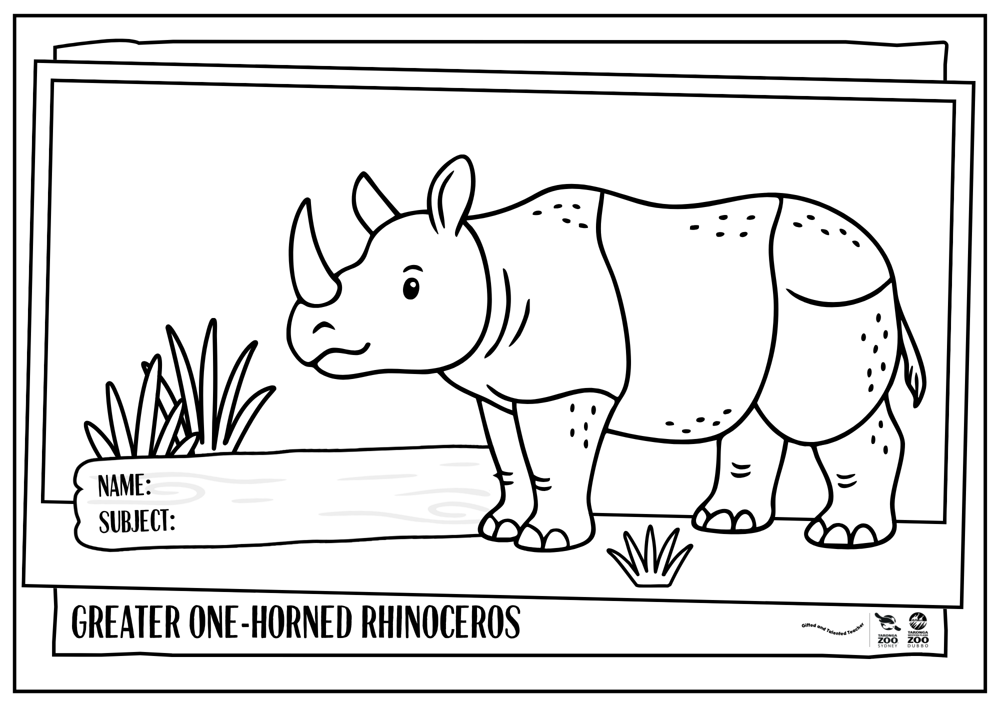 NAME:
SUBJECT:
GREATER ONE-HORNED RHINOCEROS
Gifted and Talented Teacher
TARONGA
ZOO
SYDNEY
TARONGA
WESTERN PLAINS
ZOO
DUBBO